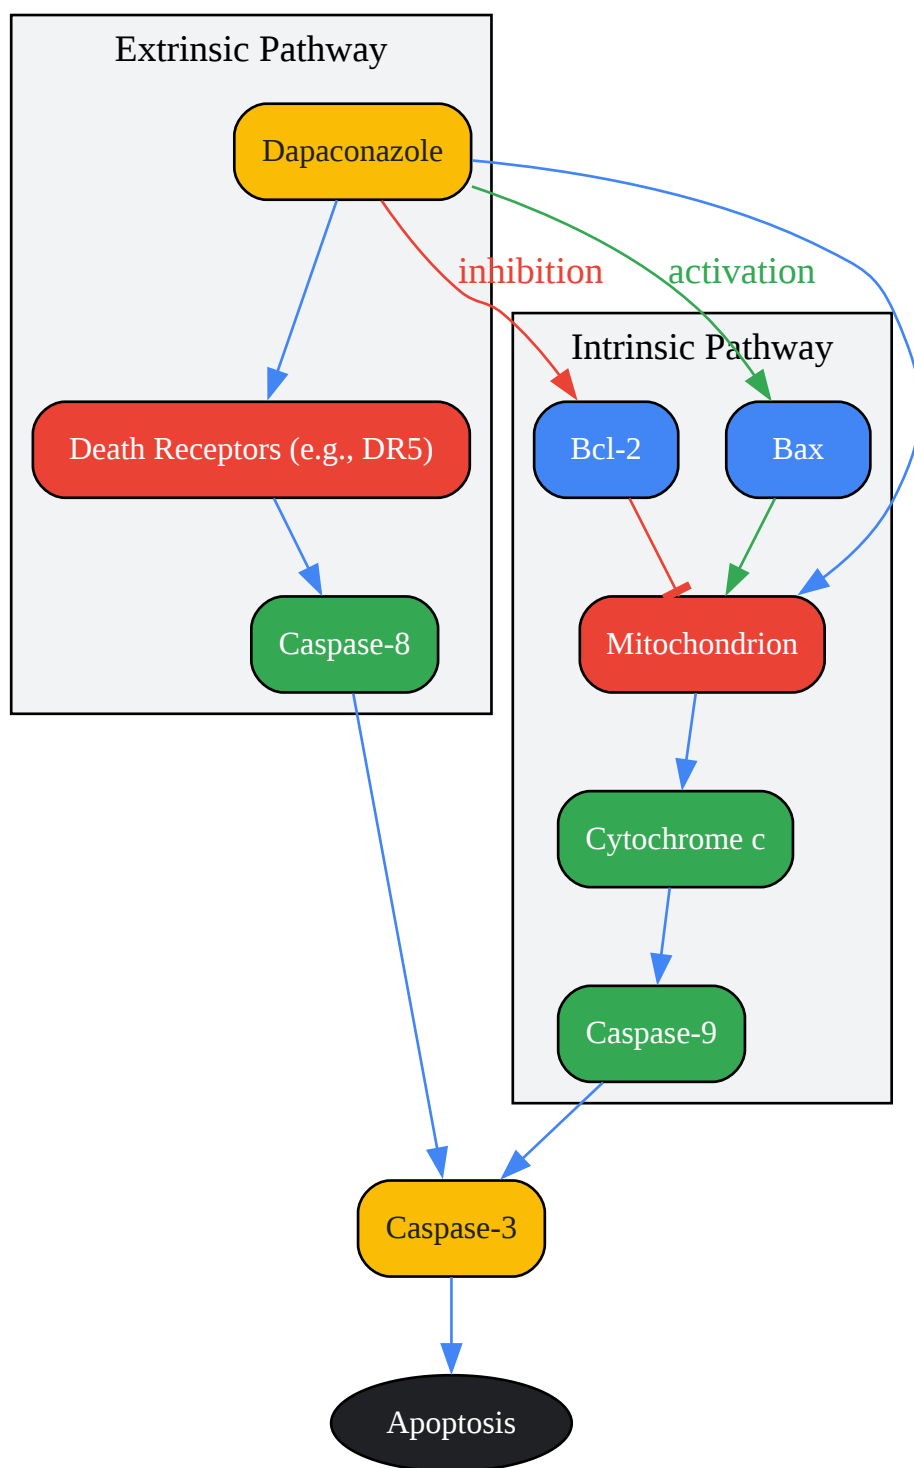 Extrinsic Pathway
Dapaconazole
inhibition
activation
Intrinsic Pathway
Death Receptors (e.g., DR5)
Bcl-2
Bax
Caspase-8
Mitochondrion
Cytochrome c
Caspase-9
Caspase-3
Apoptosis